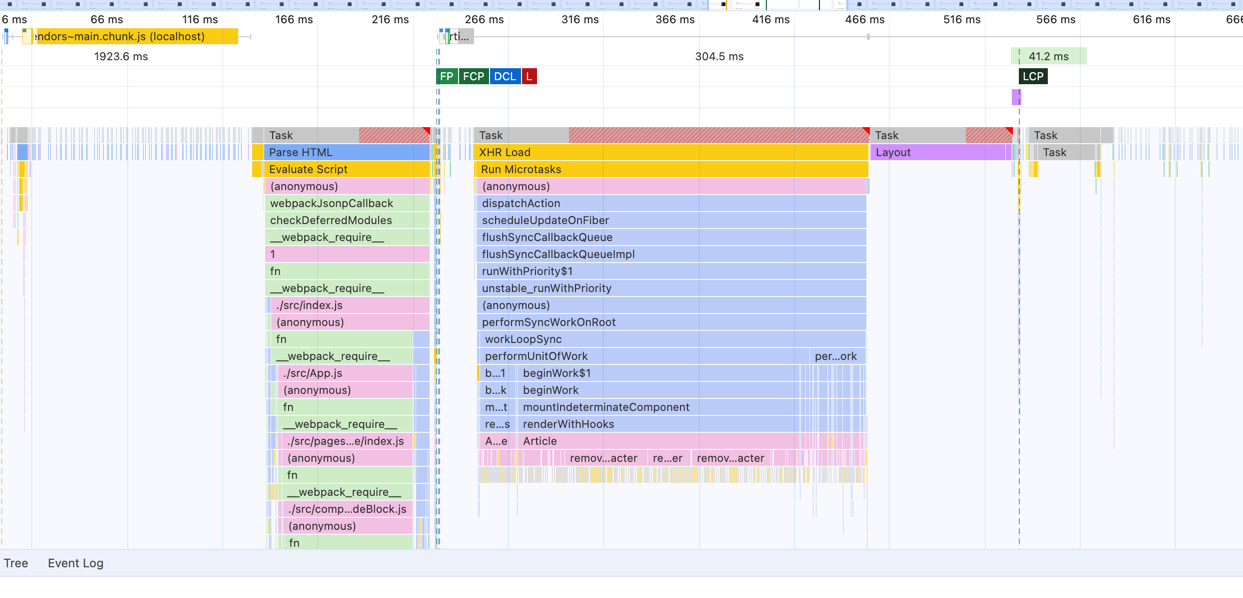 6 ms 66 ms 116 ms 166 ms 216 ms 266 ms 316 ms 366 ms 416 ms 466 ms 516 ms 566 ms 616 ms 666
endors~main.chunk.js (localhost) rti...
1923.6 ms 304.5 ms 41.2 ms
FP FCP DCL L LCP
Task Task Task Task
Parse HTML XHR Load Layout Task
Evaluate Script Run Microtasks
(anonymous) (anonymous)
webpackJsonpCallback dispatchAction
checkDeferredModules scheduleUpdateOnFiber
__webpack_require__ flushSyncCallbackQueue
1 flushSyncCallbackQueueImpl
fn runWithPriority$1
__webpack_require__ unstable_runWithPriority
./src/index.js (anonymous)
(anonymous) performSyncWorkOnRoot
fn workLoopSync
__webpack_require__ performUnitOfWork per...ork
./src/App.js b...1 beginWork$1
(anonymous) b...k beginWork
fn m...t mountIndeterminateComponent
__webpack_require__ re...s renderWithHooks
./src/pages...e/index.js A...e Article
(anonymous) remov...acter re...er remov...acter
fn
__webpack_require__
./src/comp...deBlock.js
(anonymous)
fn
Tree Event Log